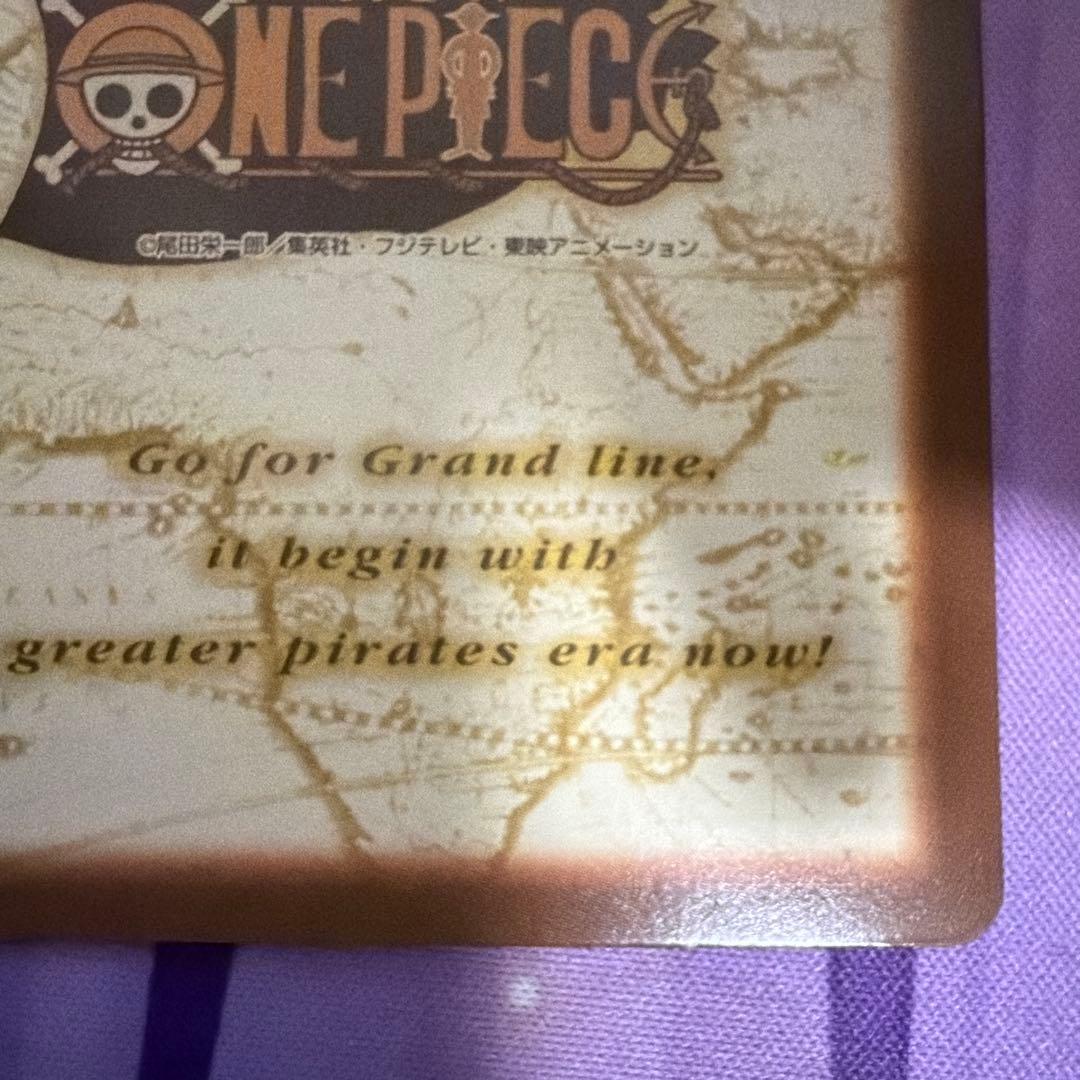 ONE PIECE
©尾田栄一郎／集英社・フジテレビ・東映アニメーション
Go for Grand line,
it begin with
greater pirates era now!